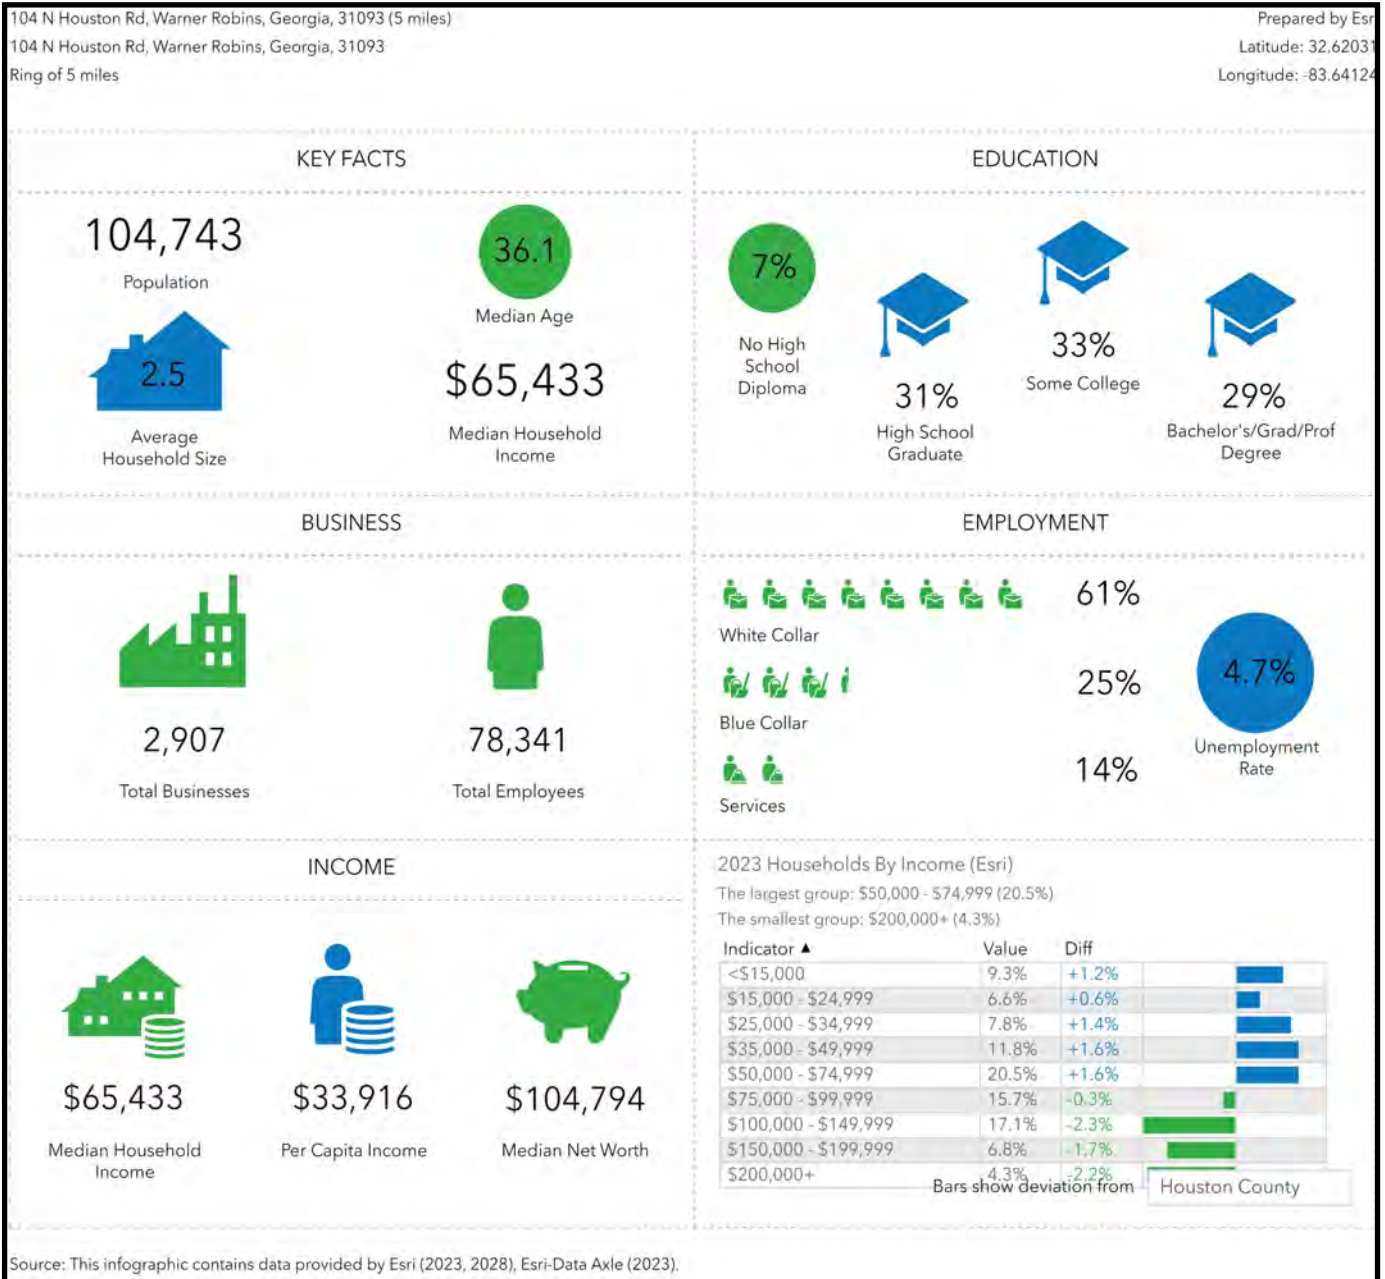 104 N Houston Rd, Warner Robins, Georgia, 31093 (5 miles)
Prepared by Esri
104 N Houston Rd, Warner Robins, Georgia, 31093
Latitude: 32.62031
Ring of 5 miles
Longitude: -83.64124
KEY FACTS
104,743
Population
36.1
Median Age
2.5
Average
Household Size
$65,433
Median Household
Income
EDUCATION
7%
No High
School
Diploma
31%
High School
Graduate
33%
Some College
29%
Bachelor's/Grad/Prof
Degree
BUSINESS
2,907
Total Businesses
78,341
Total Employees
EMPLOYMENT
61%
White Collar
25%
Blue Collar
14%
Services
4.7%
Unemployment
Rate
INCOME
$65,433
Median Household
Income
$33,916
Per Capita Income
$104,794
Median Net Worth
2023 Households By Income (Esri)
The largest group: $50,000 - $74,999 (20.5%)
The smallest group: $200,000+ (4.3%)
Indicator ▲ Value Diff
<$15,000 9.3% +1.2%
$15,000 - $24,999 6.6% +0.6%
$25,000 - $34,999 7.8% +1.4%
$35,000 - $49,999 11.8% +1.6%
$50,000 - $74,999 20.5% +1.6%
$75,000 - $99,999 15.7% -0.3%
$100,000 - $149,999 17.1% -2.3%
$150,000 - $199,999 6.8% -1.7%
$200,000+ 4.3% -2.2%
Bars show deviation from Houston County
Source: This infographic contains data provided by Esri (2023, 2028), Esri-Data Axle (2023).